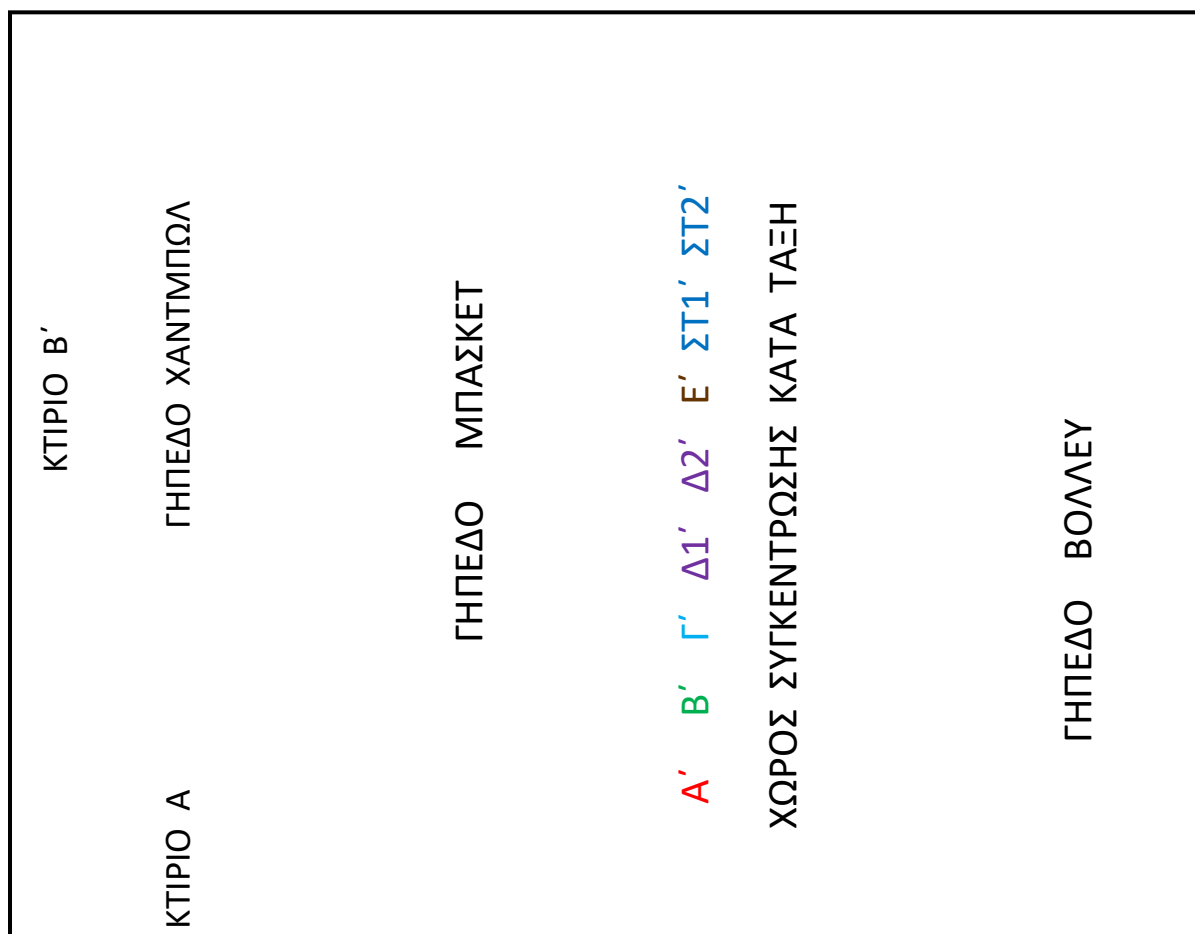 ΚΤΙΡΙΟ Β΄
ΚΤΙΡΙΟ Α
ΓΗΠΕΔΟ ΧΑΝΤΜΠΩΛ
ΓΗΠΕΔΟ ΜΠΑΣΚΕΤ
Α΄ Β΄ Γ΄ Δ1΄ Δ2΄ Ε΄ ΣΤ1΄ ΣΤ2΄
ΧΩΡΟΣ ΣΥΓΚΕΝΤΡΩΣΗΣ ΚΑΤΑ ΤΑΞΗ
ΓΗΠΕΔΟ ΒΟΛΛΕΥ